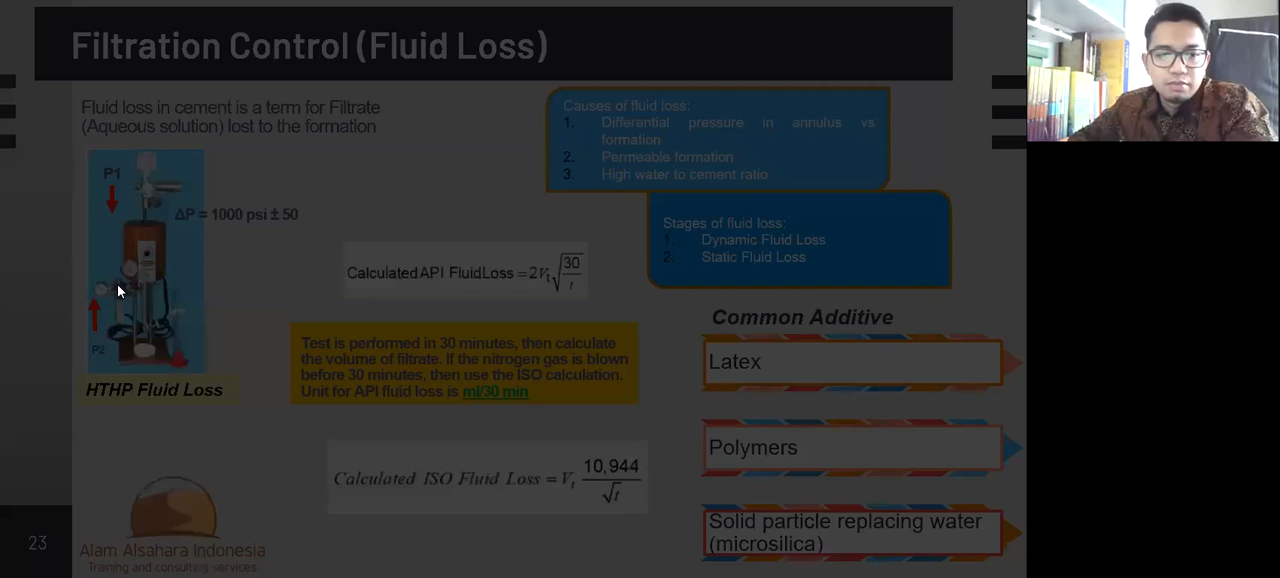 Filtration Control (Fluid Loss)
Fluid loss in cement is a term for Filtrate
(Aqueous solution) lost to the formation
P1
ΔP = 1000 psi ± 50
P2
HTHP Fluid Loss
Calculated API Fluid Loss = 2Vt√30/t
Test is performed in 30 minutes, then calculate
the volume of filtrate. If the nitrogen gas is blown
before 30 minutes, then use the ISO calculation.
Unit for API fluid loss is ml/30 min
Calculated ISO Fluid Loss = Vt 10,944/√t
Causes of fluid loss:
1. Differential pressure in annulus vs
formation
2. Permeable formation
3. High water to cement ratio
Stages of fluid loss:
1. Dynamic Fluid Loss
2. Static Fluid Loss
Common Additive
Latex
Polymers
Solid particle replacing water
(microsilica)
23
Alam Alsahara Indonesia
Training and consulting services